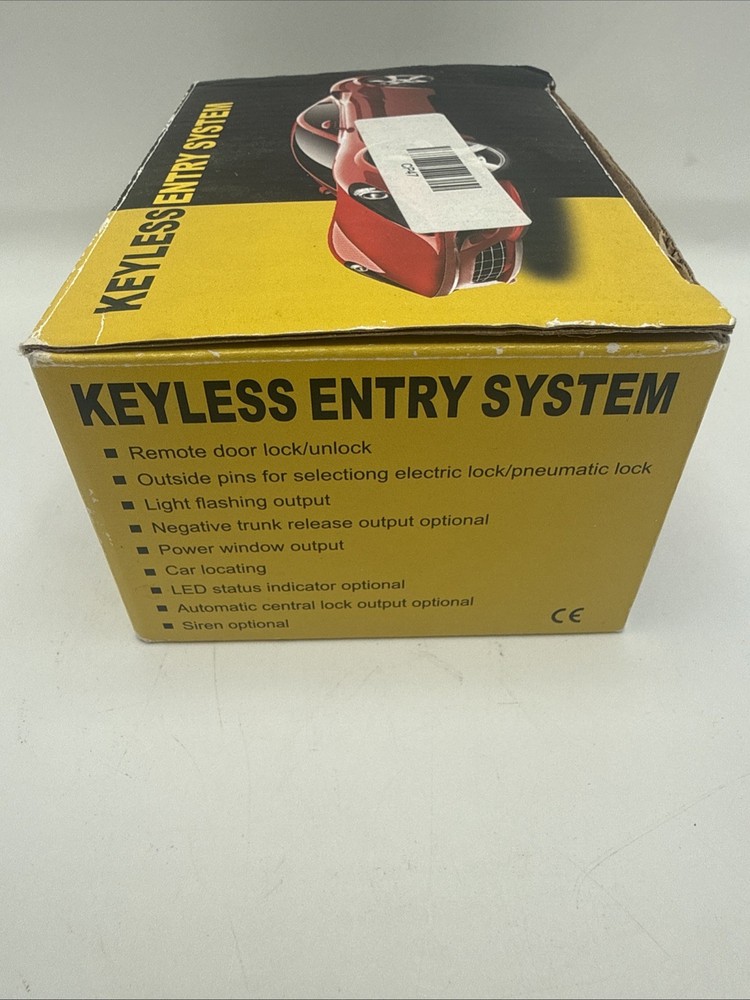 KEYLESS ENTRY SYSTEM
CP47
KEYLESS ENTRY SYSTEM
■ Remote door lock/unlock
■ Outside pins for selectiong electric lock/pneumatic lock
■ Light flashing output
■ Negative trunk release output optional
■ Power window output
■ Car locating
■ LED status indicator optional
■ Automatic central lock output optional
■ Siren optional
CE